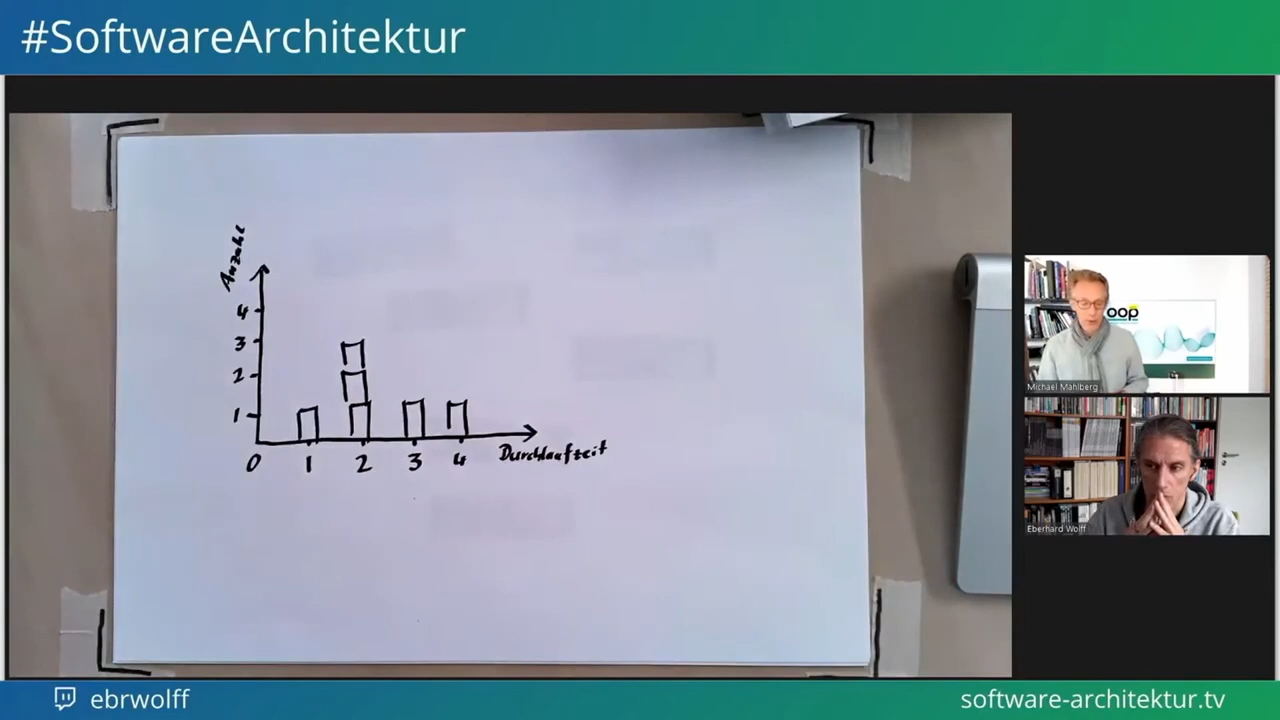 #SoftwareArchitektur
Anzahl
4
3
2
1
0 1 2 3 4 Durchlaufzeit
oop
Michael Mahlberg
Eberhard Wolff
ebrwolff
software-architektur.tv